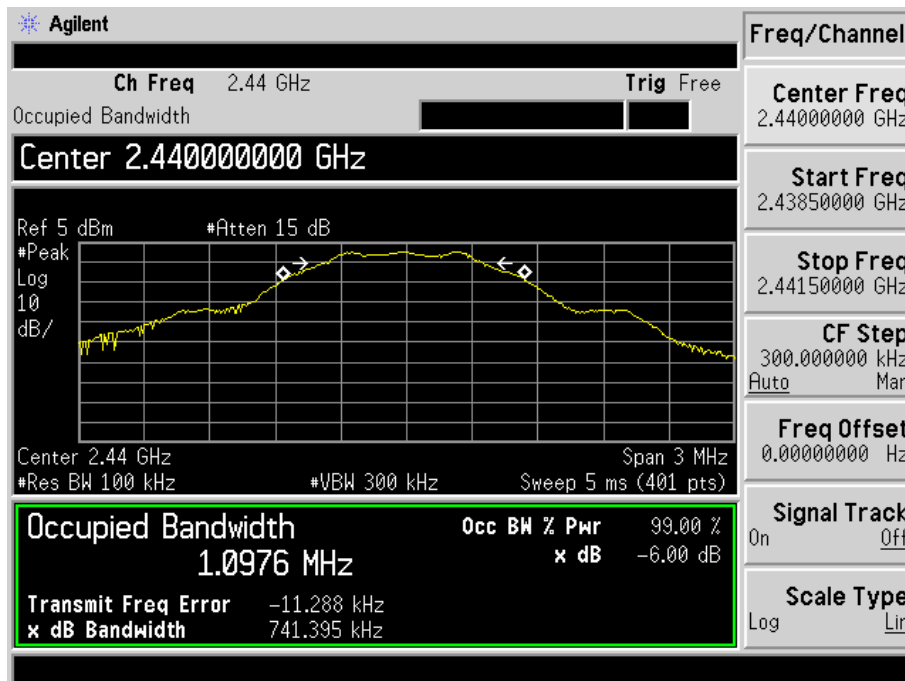 Agilent
Freq/Channel
Ch Freq 2.44 GHz Trig Free
Occupied Bandwidth
Center 2.440000000 GHz
Ref 5 dBm #Atten 15 dB
#Peak
Log
10
dB/
Center 2.44 GHz Span 3 MHz
#Res BW 100 kHz #VBW 300 kHz Sweep 5 ms (401 pts)
Occupied Bandwidth
1.0976 MHz
Occ BW % Pwr 99.00 %
x dB -6.00 dB
Transmit Freq Error -11.288 kHz
x dB Bandwidth 741.395 kHz
Center Freq
2.44000000 GHz
Start Freq
2.43850000 GHz
Stop Freq
2.44150000 GHz
CF Step
300.000000 kHz
Auto Man
Freq Offset
0.00000000 Hz
Signal Track
On Off
Scale Type
Log Lin